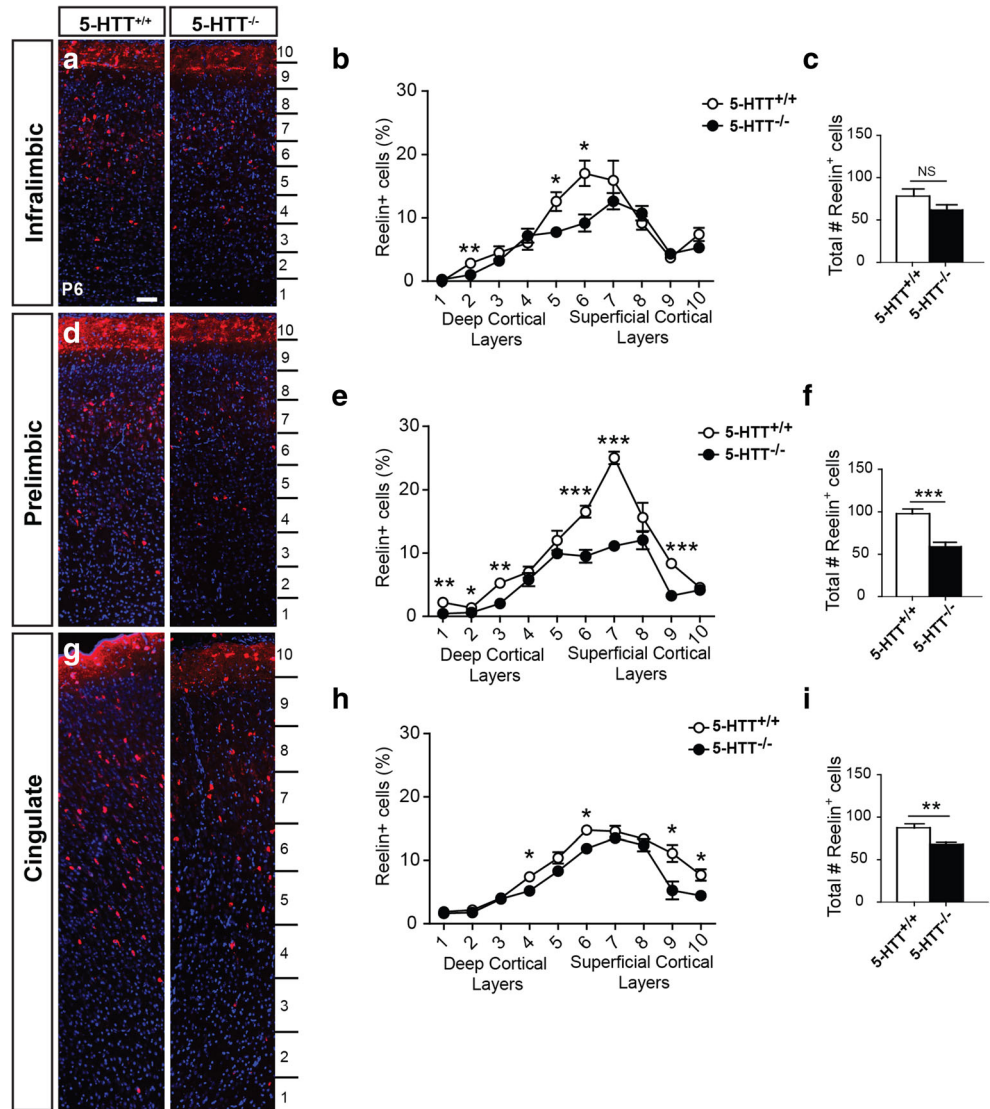 5-HTT+/+ 5-HTT-/-
Infralimbic
a
P6
10
9
8
7
6
5
4
3
2
1
b
Reelin+ cells (%)
30
20
10
0
5-HTT+/+
5-HTT-/-
**
*
*
1 2 3 4 5 6 7 8 9 10
Deep Cortical Layers
Superficial Cortical Layers
c
Total # Reelin+ cells
150
100
50
0
NS
5-HTT+/+
5-HTT-/-
Prelimbic
d
10
9
8
7
6
5
4
3
2
1
e
Reelin+ cells (%)
30
20
10
0
5-HTT+/+
5-HTT-/-
**
*
**
***
***
***
1 2 3 4 5 6 7 8 9 10
Deep Cortical Layers
Superficial Cortical Layers
f
Total # Reelin+ cells
150
100
50
0
***
5-HTT+/+
5-HTT-/-
Cingulate
g
10
9
8
7
6
5
4
3
2
1
h
Reelin+ cells (%)
30
20
10
0
5-HTT+/+
5-HTT-/-
*
*
*
*
1 2 3 4 5 6 7 8 9 10
Deep Cortical Layers
Superficial Cortical Layers
i
Total # Reelin+ cells
150
100
50
0
**
5-HTT+/+
5-HTT-/-